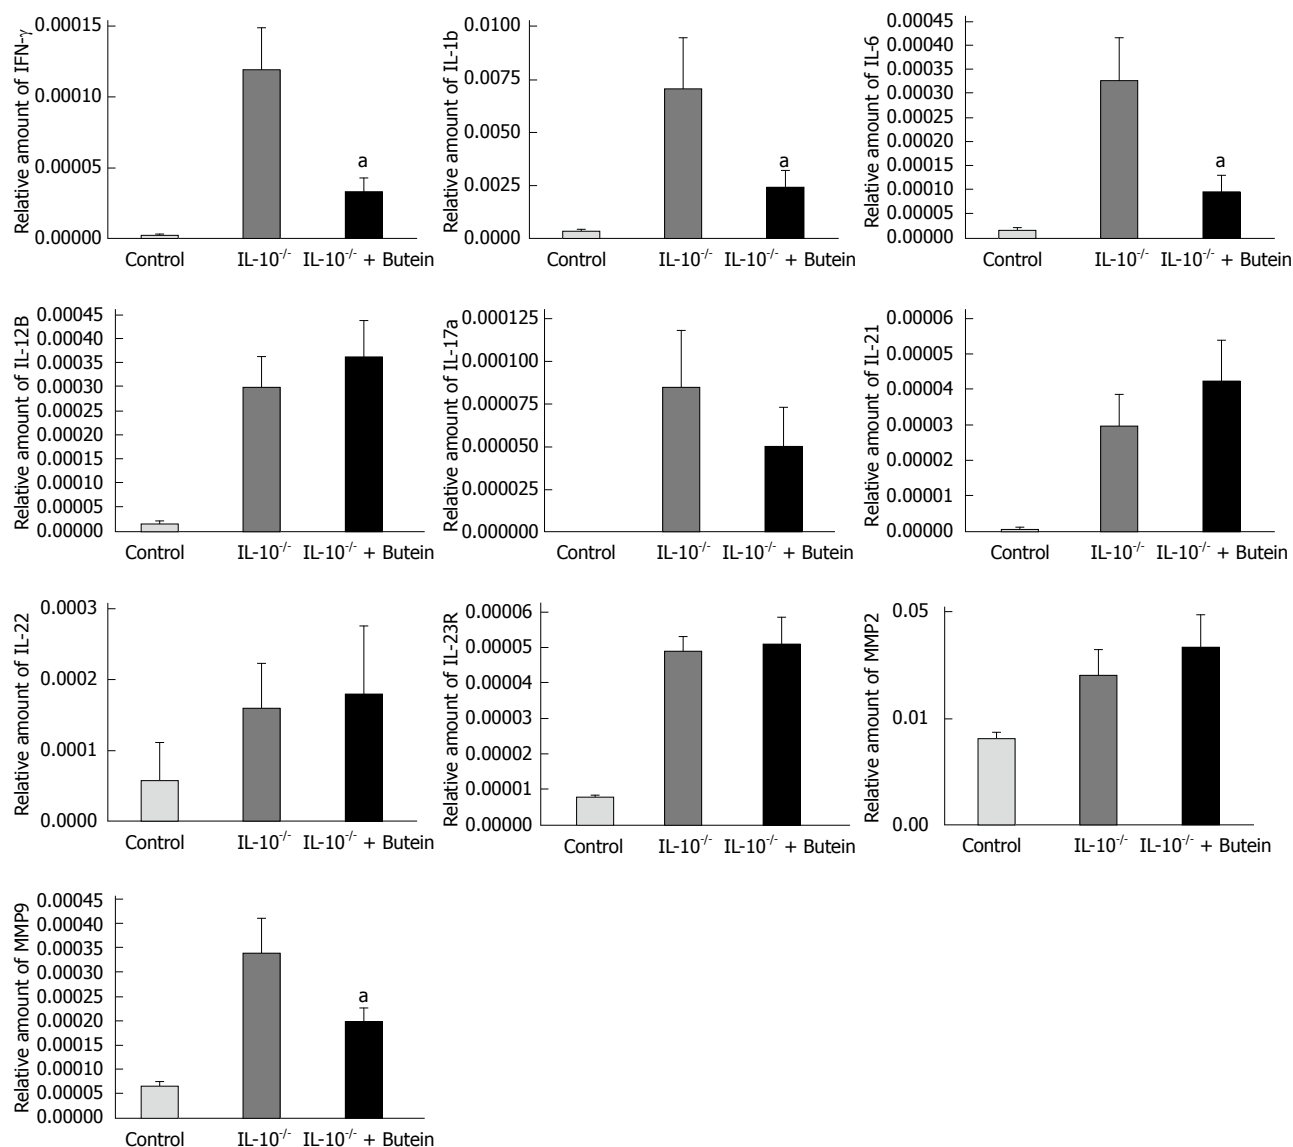 Relative amount of IFN-γ
0.00015
0.00010
0.00005
0.00000
a
Control
IL-10-/-
IL-10-/- + Butein
Relative amount of IL-1b
0.0100
0.0075
0.0050
0.0025
0.0000
a
Control
IL-10-/-
IL-10-/- + Butein
Relative amount of IL-6
0.00045
0.00040
0.00035
0.00030
0.00025
0.00020
0.00015
0.00010
0.00005
0.00000
a
Control
IL-10-/-
IL-10-/- + Butein
Relative amount of IL-12B
0.00045
0.00040
0.00035
0.00030
0.00025
0.00020
0.00015
0.00010
0.00005
0.00000
Control
IL-10-/-
IL-10-/- + Butein
Relative amount of IL-17a
0.000125
0.000100
0.000075
0.000050
0.000025
0.000000
Control
IL-10-/-
IL-10-/- + Butein
Relative amount of IL-21
0.00006
0.00005
0.00004
0.00003
0.00002
0.00001
0.00000
Control
IL-10-/-
IL-10-/- + Butein
Relative amount of IL-22
0.0003
0.0002
0.0001
0.0000
Control
IL-10-/-
IL-10-/- + Butein
Relative amount of IL-23R
0.00006
0.00005
0.00004
0.00003
0.00002
0.00001
0.00000
Control
IL-10-/-
IL-10-/- + Butein
Relative amount of MMP2
0.05
0.01
0.00
Control
IL-10-/-
IL-10-/- + Butein
Relative amount of MMP9
0.00045
0.00040
0.00035
0.00030
0.00025
0.00020
0.00015
0.00010
0.00005
0.00000
a
Control
IL-10-/-
IL-10-/- + Butein